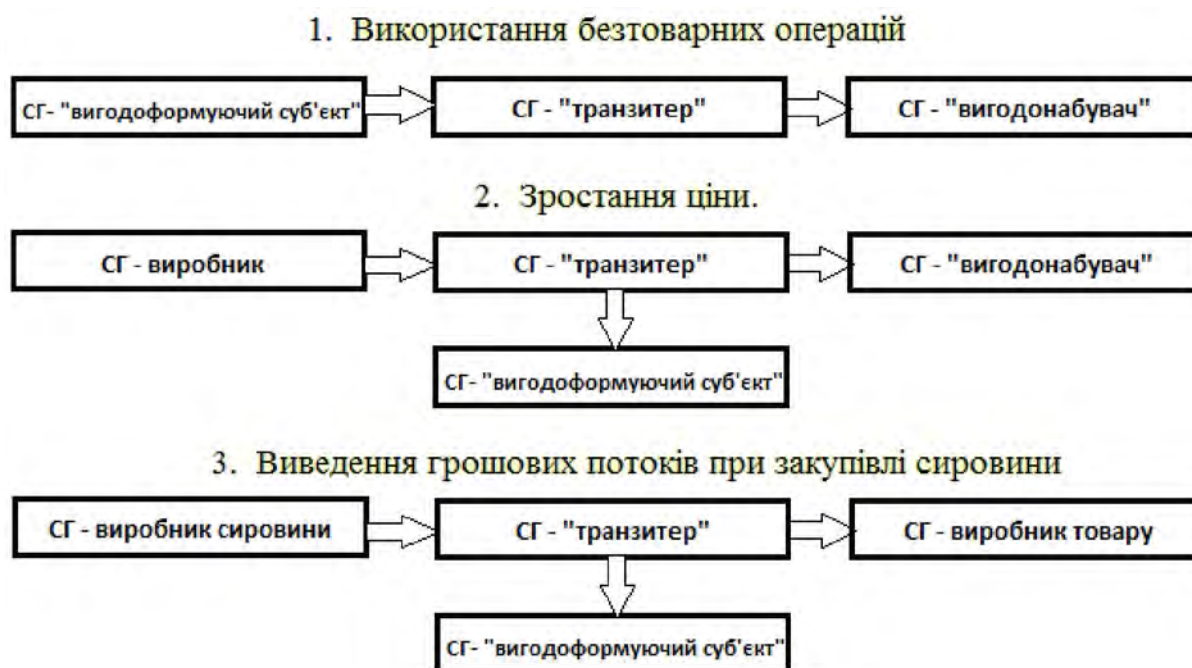 1. Використання безтоварних операцій
СГ- "вигодоформуючий суб'єкт"
СГ - "транзитер"
СГ - "вигодонабувач"
2. Зростання ціни.
СГ - виробник
СГ - "транзитер"
СГ - "вигодонабувач"
СГ- "вигодоформуючий суб'єкт"
3. Виведення грошових потоків при закупівлі сировини
СГ - виробник сировини
СГ - "транзитер"
СГ - виробник товару
СГ- "вигодоформуючий суб'єкт"